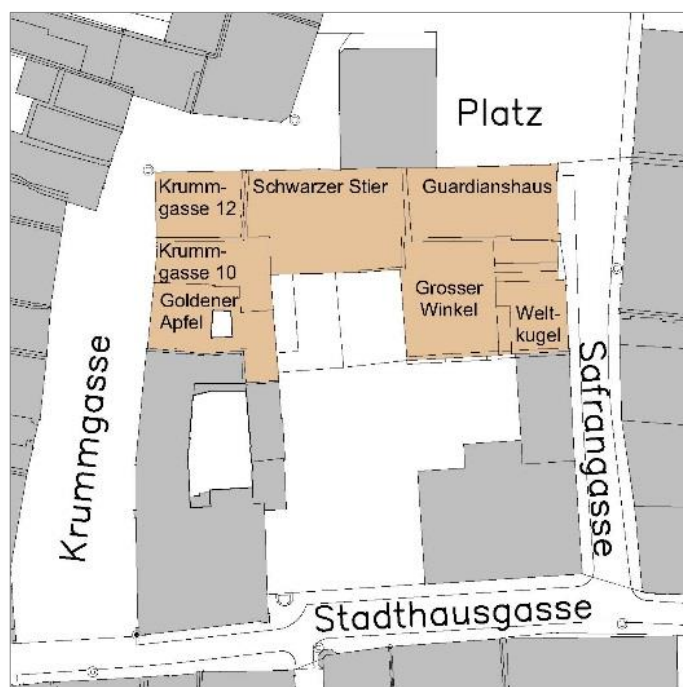 Platz
Krumm-
gasse 12
Schwarzer Stier
Guardianshaus
Krumm-
gasse 10
Goldener
Apfel
Grosser
Winkel
Welt-
kugel
Krummgasse
Safrangasse
Stadthausgasse